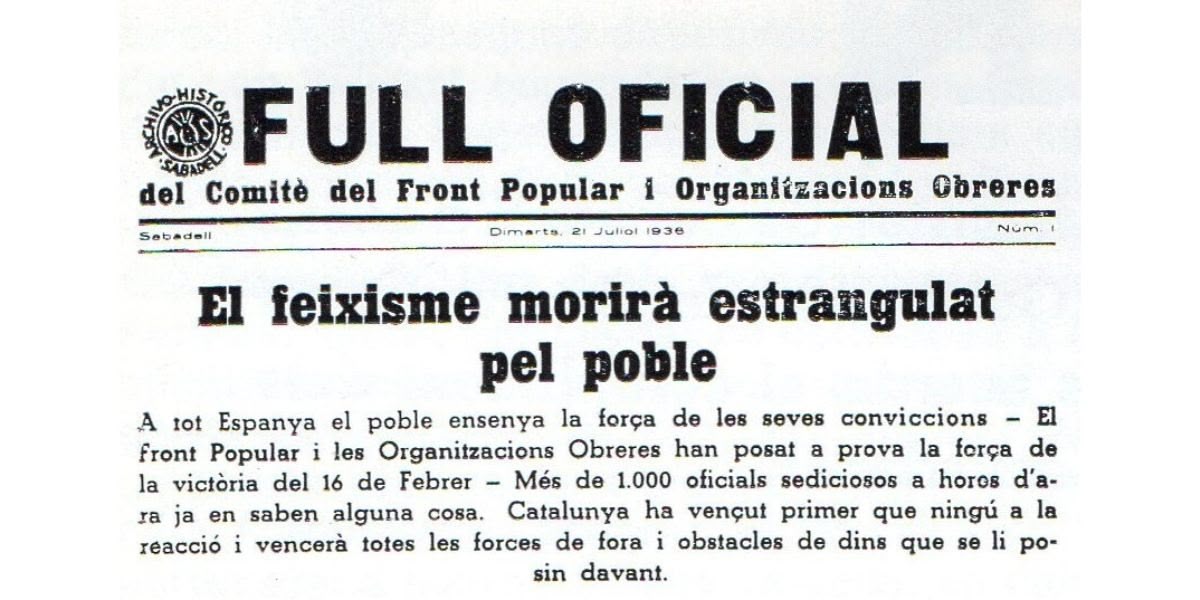 ARCHIVO-HISTÓRICO
AHS
SABADELL
FULL OFICIAL
del Comitè del Front Popular i Organitzacions Obreres
Sabadell Dimarts, 21 Juliol 1936 Núm. 1
El feixisme morirà estrangulat
pel poble
A tot Espanya el poble ensenya la força de les seves conviccions – El
front Popular i les Organitzacions Obreres han posat a prova la força de
la victòria del 16 de Febrer – Més de 1.000 oficials sediciosos a hores d'a-
ra ja en saben alguna cosa. Catalunya ha vençut primer que ningú a la
reacció i vencerà totes les forces de fora i obstacles de dins que se li po-
sin davant.